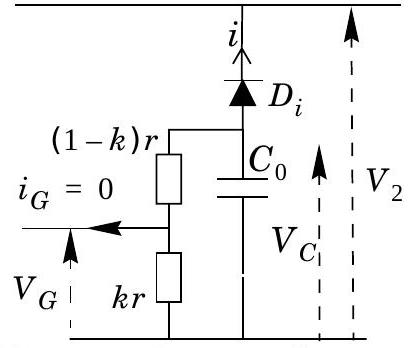 i
D_i
(1 – k)r
C_0
i_G = 0
V_2
V_C
V_G
kr